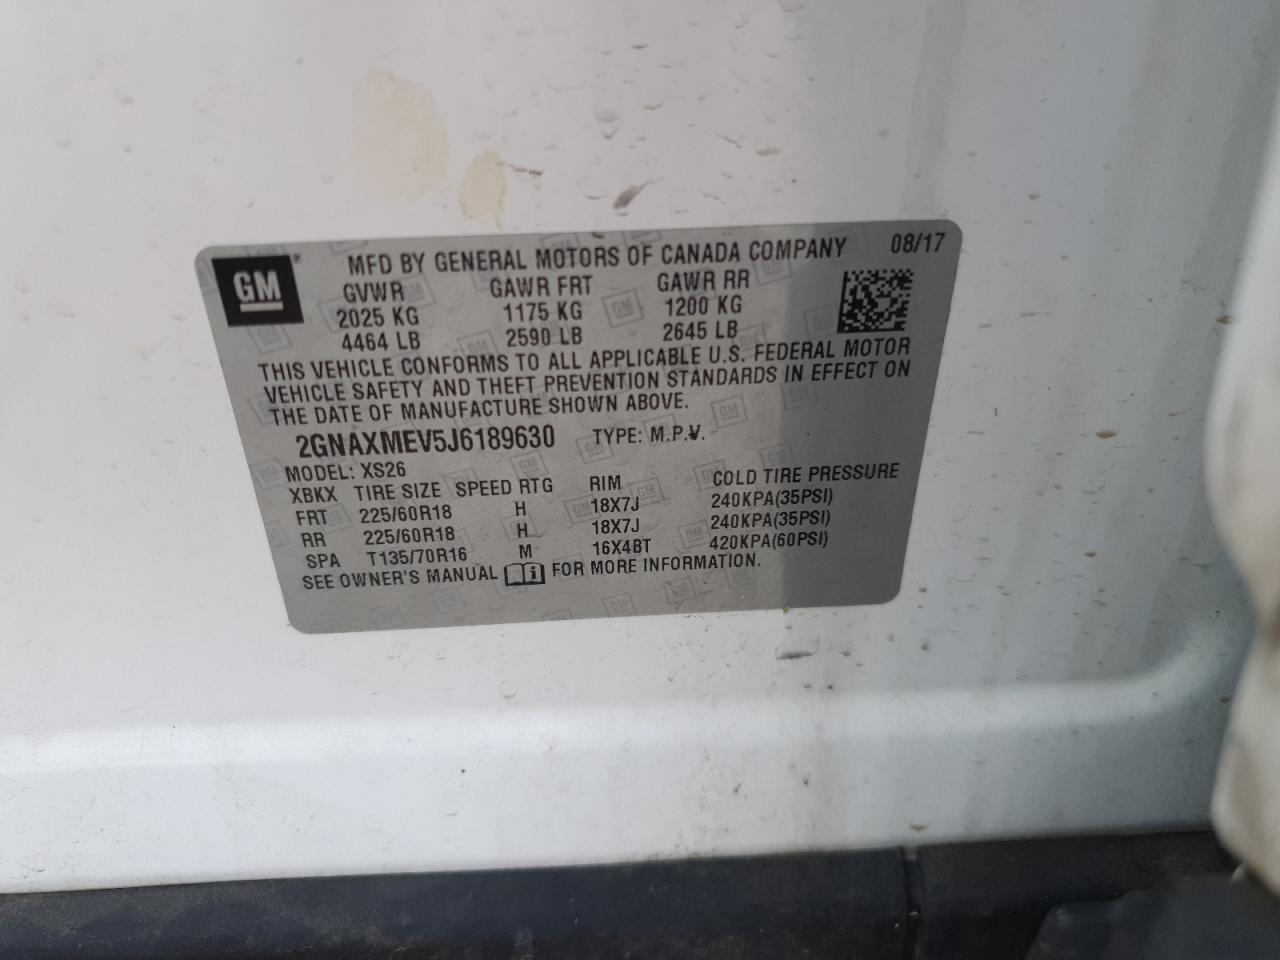 GM
MFD BY GENERAL MOTORS OF CANADA COMPANY 08/17
GVWR GAWR FRT GAWR RR
2025 KG 1175 KG 1200 KG
4464 LB 2590 LB 2645 LB
THIS VEHICLE CONFORMS TO ALL APPLICABLE U.S. FEDERAL MOTOR
VEHICLE SAFETY AND THEFT PREVENTION STANDARDS IN EFFECT ON
THE DATE OF MANUFACTURE SHOWN ABOVE.
2GNAXMEV5J6189630 TYPE: M.P.V.
MODEL: XS26
XBKX TIRE SIZE SPEED RTG RIM COLD TIRE PRESSURE
FRT 225/60R18 H 18X7J 240KPA(35PSI)
RR 225/60R18 H 18X7J 240KPA(35PSI)
SPA T135/70R16 M 16X4BT 420KPA(60PSI)
SEE OWNER'S MANUAL i FOR MORE INFORMATION.